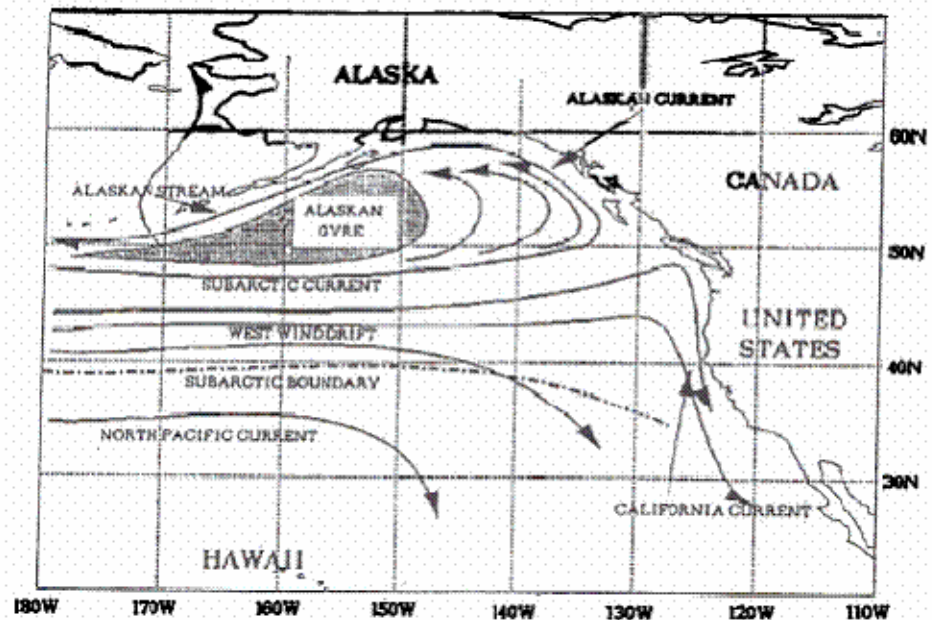 ALASKA
ALASKAN CURRENT
60N
ALASKAN STREAM
CANADA
ALASKAN
GYRE
50N
SUBARCTIC CURRENT
UNITED
STATES
WEST WINDDRIFT
40N
SUBARCTIC BOUNDARY
NORTH PACIFIC CURRENT
30N
CALIFORNIA CURRENT
HAWAII
180W 170W 160W 150W 140W 130W 120W 110W